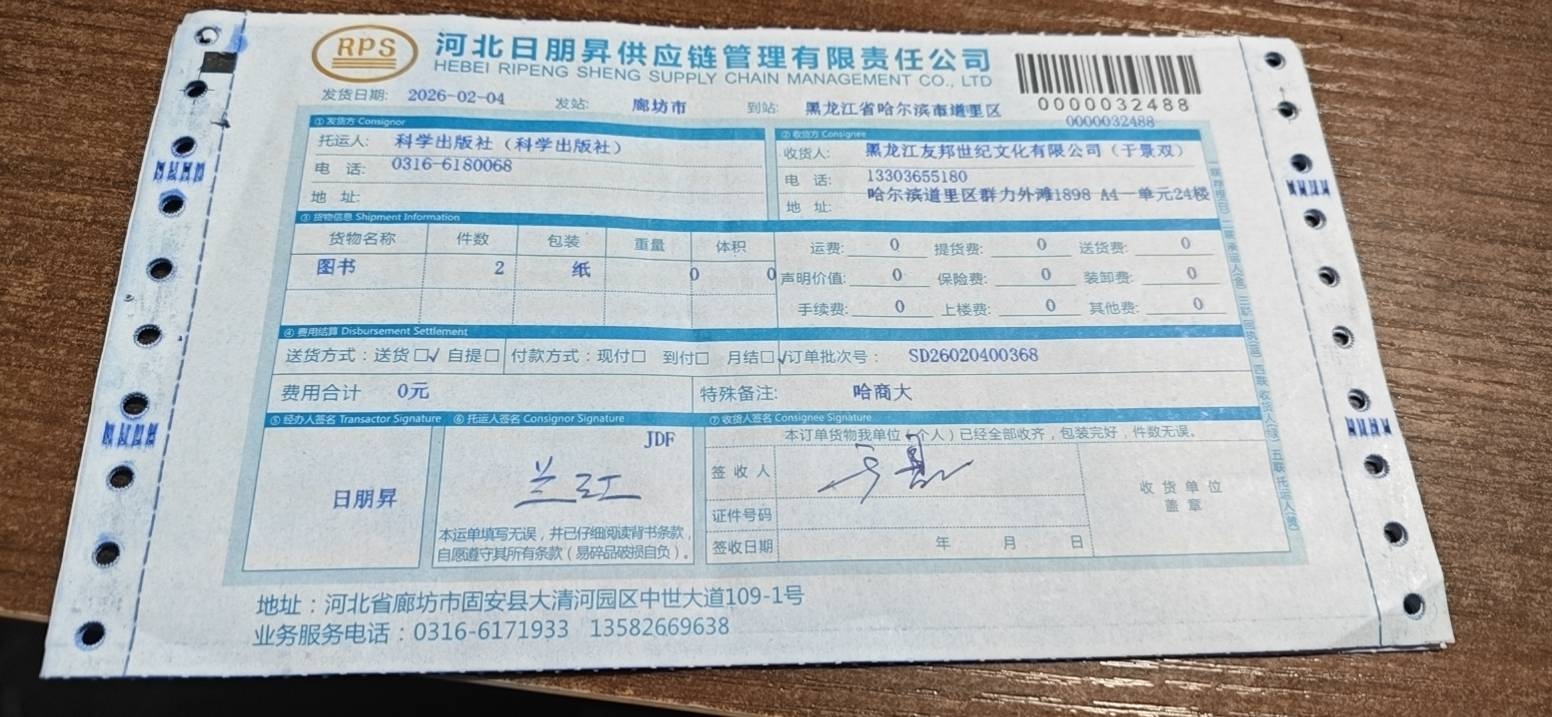 RPS
河北日朋昇供应链管理有限责任公司
HEBEI RIPENG SHENG SUPPLY CHAIN MANAGEMENT CO., LTD
0000032488
发货日期: 2026-02-04 发站: 廊坊市 到站: 黑龙江省哈尔滨市道里区
0000032488
① 发货方 Consignor
托运人: 科学出版社（科学出版社）
电 话: 0316-6180068
地 址:
② 收货方 Consignee
收货人: 黑龙江友邦世纪文化有限公司（于景双）
电 话: 13303655180
地 址: 哈尔滨道里区群力外滩1898 A4一单元24楼
③ 货物信息 Shipment Information
货物名称 件数 包装 重量 体积
图书 2 纸 0 0
运费: 0 提货费: 0 送货费: 0
声明价值: 0 保险费: 0 装卸费: 0
手续费: 0 上楼费: 0 其他费: 0
④ 费用结算 Disbursement Settlement
送货方式：送货□√ 自提□ 付款方式：现付□ 到付□ 月结□√ 订单批次号： SD26020400368
费用合计 0元 特殊备注: 哈商大
⑤ 经办人签名 Transactor Signature
日朋昇
⑥ 托运人签名 Consignor Signature
JDF
兰江
本运单填写无误，并已仔细阅读背书条款，
自愿遵守其所有条款（易碎品破损自负）。
⑦ 收货人签名 Consignee Signature
本订单货物我单位（个人）已经全部收齐，包装完好，件数无误。
签 收 人
证件号码
签收日期 年 月 日
收 货 单 位
盖 章
地址：河北省廊坊市固安县大清河园区中世大道109-1号
业务服务电话：0316-6171933 13582669638